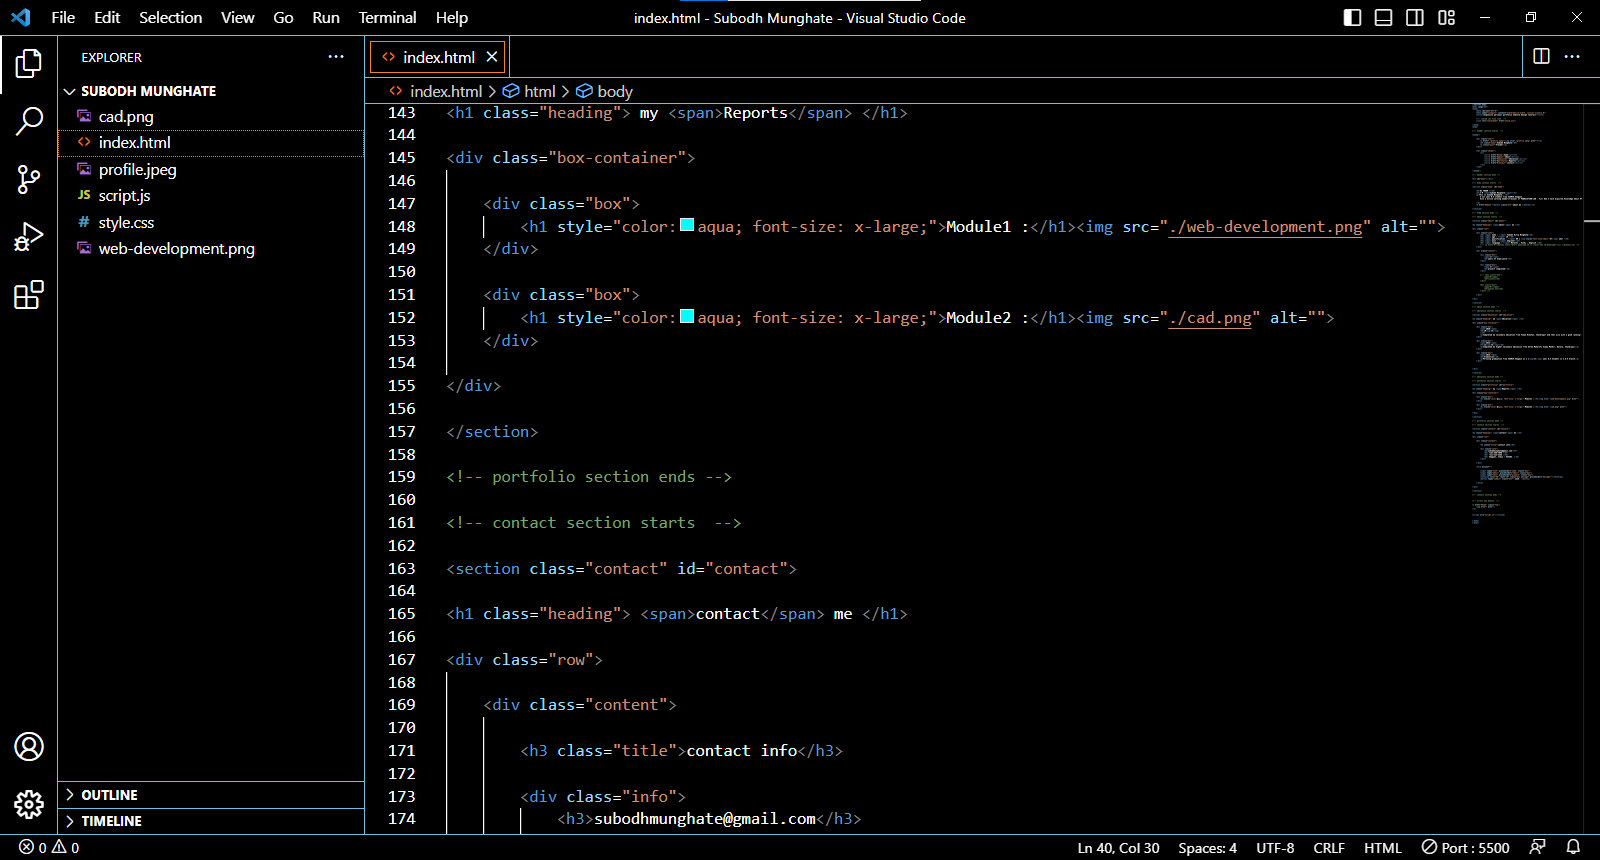 File Edit Selection View Go Run Terminal Help
index.html - Subodh Munghate - Visual Studio Code
EXPLORER
SUBODH MUNGHATE
cad.png
index.html
profile.jpeg
JS script.js
# style.css
web-development.png
OUTLINE
TIMELINE
index.html
index.html > html > body
143 <h1 class="heading"> my <span>Reports</span> </h1>
144
145 <div class="box-container">
146
147 <div class="box">
148 <h1 style="color:aqua; font-size: x-large;">Module1 :</h1><img src="./web-development.png" alt="">
149 </div>
150
151 <div class="box">
152 <h1 style="color:aqua; font-size: x-large;">Module2 :</h1><img src="./cad.png" alt="">
153 </div>
154
155 </div>
156
157 </section>
158
159 <!-- portfolio section ends -->
160
161 <!-- contact section starts  -->
162
163 <section class="contact" id="contact">
164
165 <h1 class="heading"> <span>contact</span> me </h1>
166
167 <div class="row">
168
169 <div class="content">
170
171 <h3 class="title">contact info</h3>
172
173 <div class="info">
174 <h3>subodhmunghate@gmail.com</h3>
0 0
Ln 40, Col 30 Spaces: 4 UTF-8 CRLF HTML Port : 5500